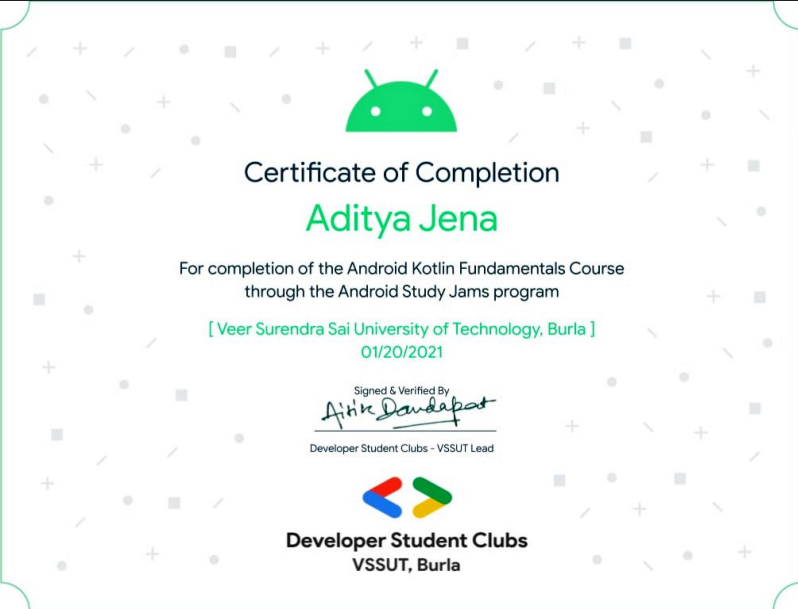 Certificate of Completion
Aditya Jena
For completion of the Android Kotlin Fundamentals Course
through the Android Study Jams program
[ Veer Surendra Sai University of Technology, Burla ]
01/20/2021
Signed & Verified By
Airik Dandapat
Developer Student Clubs - VSSUT Lead
Developer Student Clubs
VSSUT, Burla